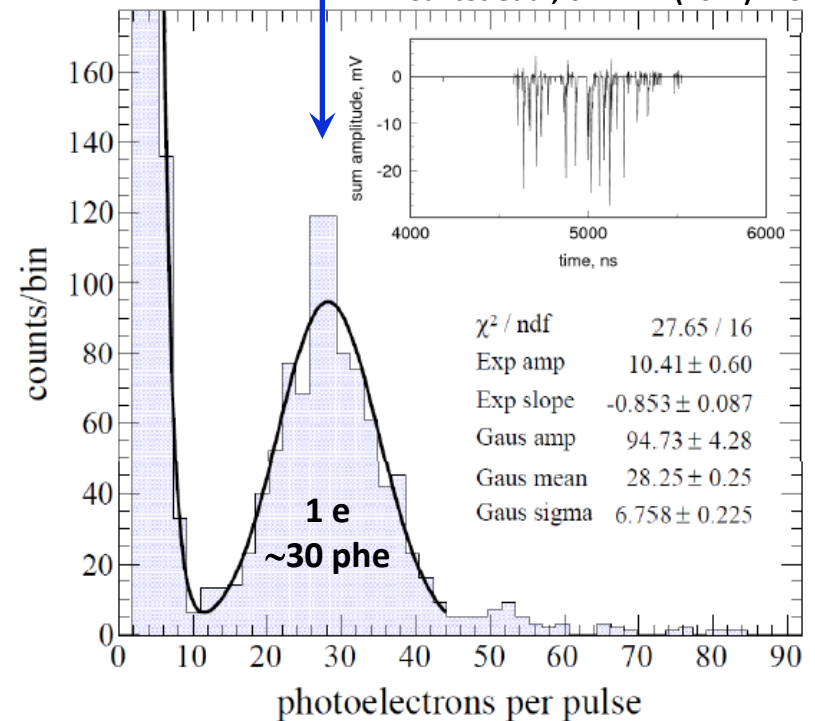 160
140
120
100
80
60
40
20
0
counts/bin
0 10 20 30 40 50 60 70 80 90
photoelectrons per pulse
sum amplitude, mV
0
-10
-20
4000 5000 6000
time, ns
χ² / ndf 27.65 / 16
Exp amp 10.41 ± 0.60
Exp slope -0.853 ± 0.087
Gaus amp 94.73 ± 4.28
Gaus mean 28.25 ± 0.25
Gaus sigma 6.758 ± 0.225
1 e
~30 phe